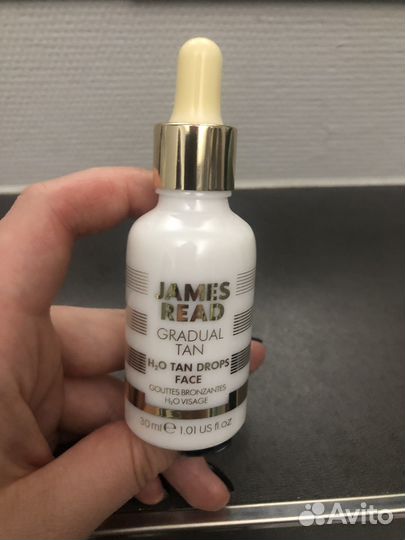 JAMES
READ
GRADUAL
TAN
H₂O TAN DROPS
FACE
GOUTTES BRONZANTES
H₂O VISAGE
30 ml ℮ 1.01 US fl.oz
Avito